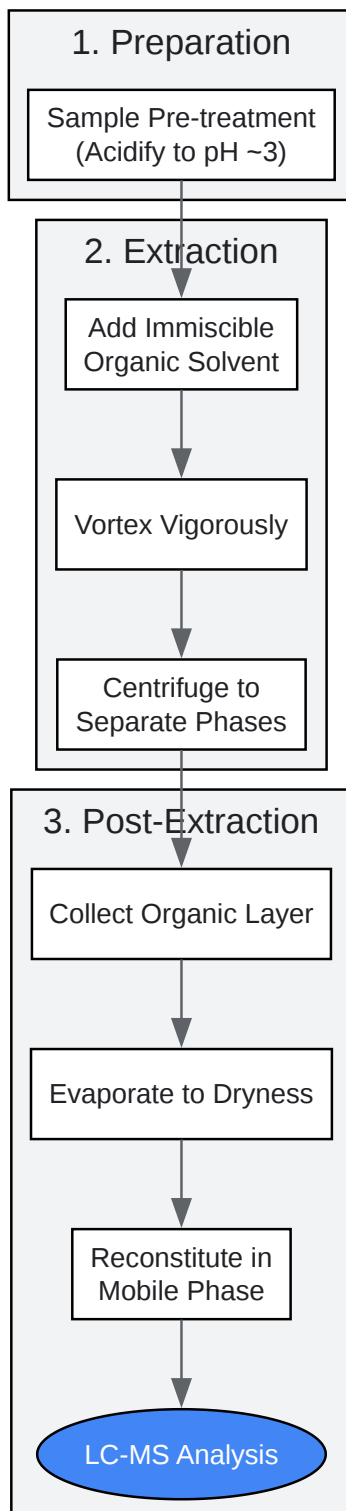 1. Preparation
Sample Pre-treatment
(Acidify to pH ~3)
2. Extraction
Add Immiscible
Organic Solvent
Vortex Vigorously
Centrifuge to
Separate Phases
3. Post-Extraction
Collect Organic Layer
Evaporate to Dryness
Reconstitute in
Mobile Phase
LC-MS Analysis